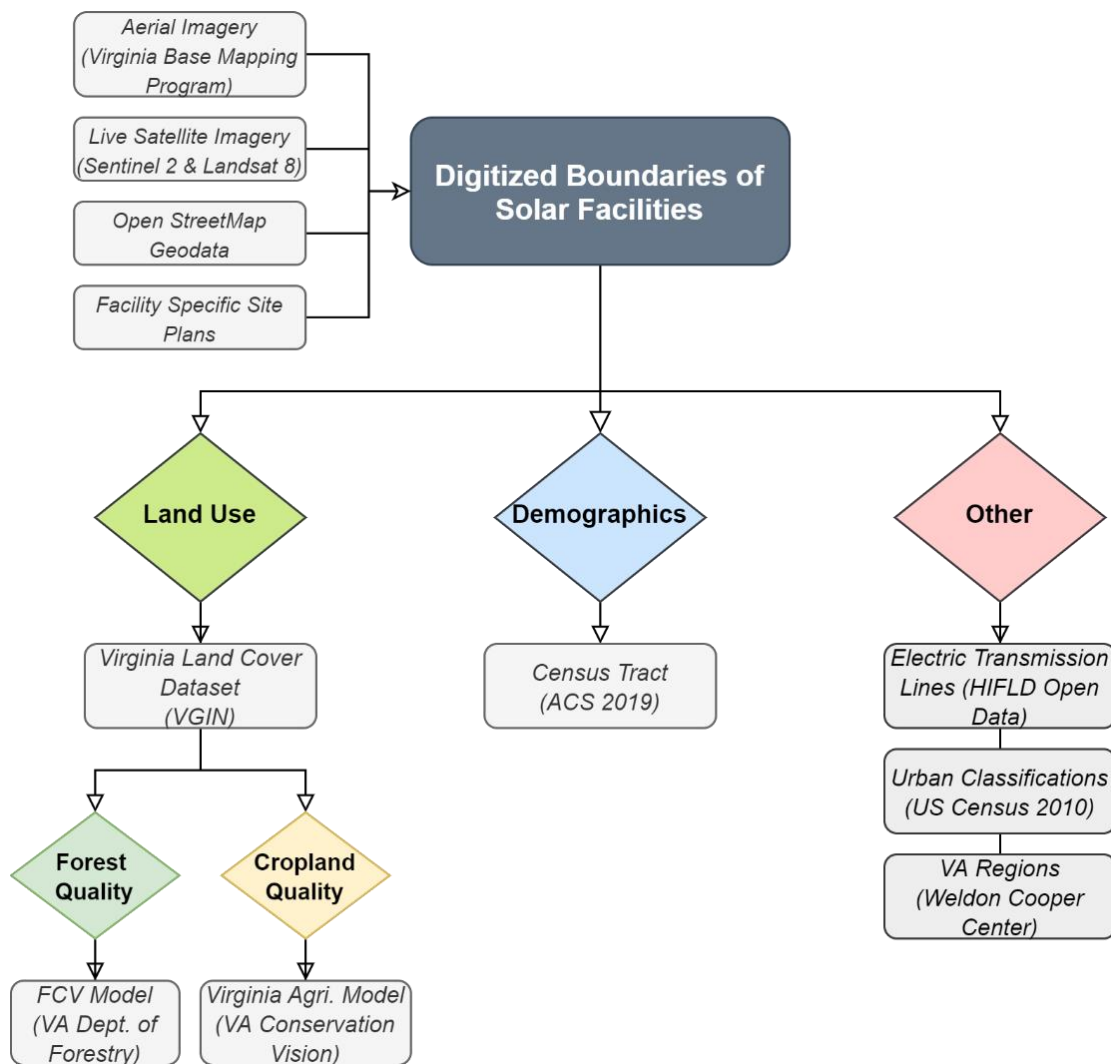 Aerial Imagery
(Virginia Base Mapping
Program)
Live Satellite Imagery
(Sentinel 2 & Landsat 8)
Open StreetMap
Geodata
Facility Specific Site
Plans
Digitized Boundaries of
Solar Facilities
Land Use
Demographics
Other
Virginia Land Cover
Dataset
(VGIN)
Census Tract
(ACS 2019)
Electric Transmission
Lines (HIFLD Open
Data)
Urban Classifications
(US Census 2010)
VA Regions
(Weldon Cooper
Center)
Forest
Quality
Cropland
Quality
FCV Model
(VA Dept. of
Forestry)
Virginia Agri. Model
(VA Conservation
Vision)